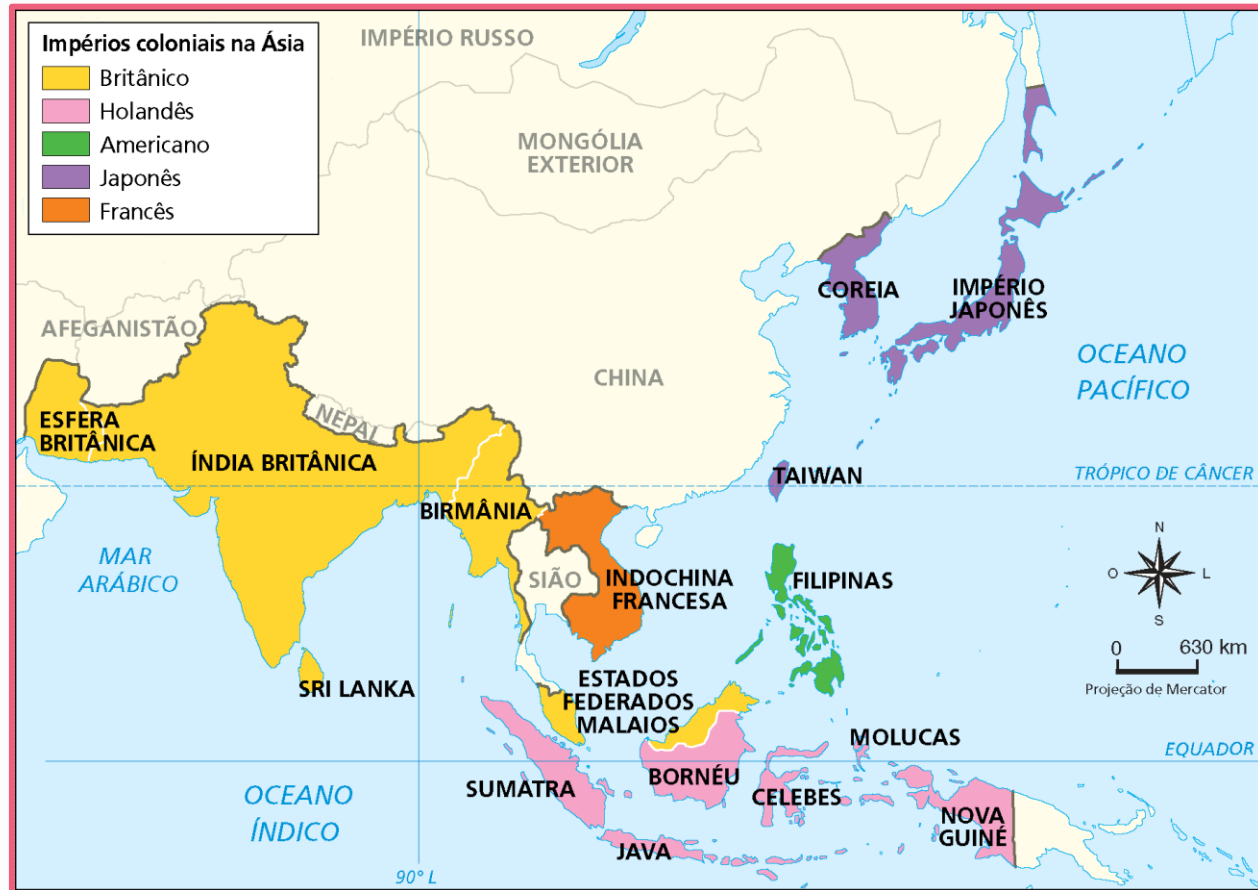 Impérios coloniais na Ásia
Britânico
Holandês
Americano
Japonês
Francês
IMPÉRIO RUSSO
MONGÓLIA
EXTERIOR
COREIA
IMPÉRIO
JAPONÊS
AFEGANISTÃO
CHINA
OCEANO
PACÍFICO
NEPAL
ESFERA
BRITÂNICA
ÍNDIA BRITÂNICA
TAIWAN
TRÓPICO DE CÂNCER
BIRMÂNIA
MAR
ARÁBICO
SIÃO
INDOCHINA
FRANCESA
FILIPINAS
N
O
L
S
0 630 km
Projeção de Mercator
SRI LANKA
ESTADOS
FEDERADOS
MALAIOS
MOLUCAS
EQUADOR
SUMATRA
BORNÉU
CELEBES
OCEANO
ÍNDICO
NOVA
GUINÉ
JAVA
90° L